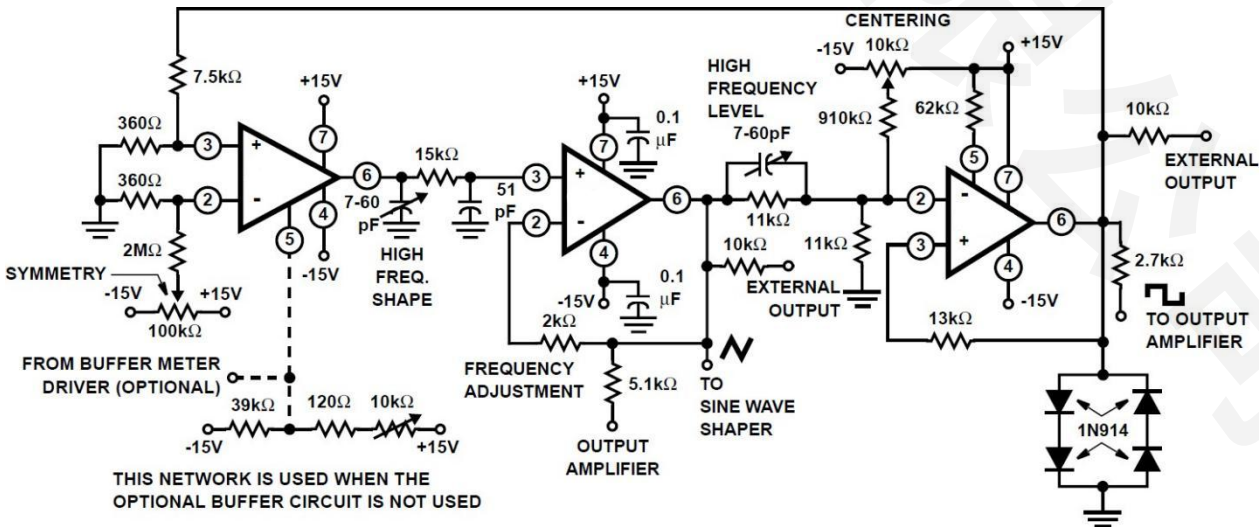 CENTERING
-15V
10kΩ
+15V
7.5kΩ
+15V
+15V
0.1
μF
HIGH
FREQUENCY
LEVEL
7-60pF
910kΩ
62kΩ
10kΩ
EXTERNAL
OUTPUT
360Ω
360Ω
3
+
2
-
7
4
5
6
-15V
15kΩ
7-60
pF
51
pF
HIGH
FREQ.
SHAPE
3
+
2
-
7
4
6
-15V
0.1
μF
11kΩ
11kΩ
10kΩ
EXTERNAL
OUTPUT
2
-
3
+
5
7
4
6
-15V
2.7kΩ
TO OUTPUT
AMPLIFIER
13kΩ
2MΩ
SYMMETRY
-15V
+15V
100kΩ
2kΩ
FREQUENCY
ADJUSTMENT
5.1kΩ
OUTPUT
AMPLIFIER
TO
SINE WAVE
SHAPER
1N914
FROM BUFFER METER
DRIVER (OPTIONAL)
39kΩ
120Ω
10kΩ
-15V
+15V
THIS NETWORK IS USED WHEN THE
OPTIONAL BUFFER CIRCUIT IS NOT USED